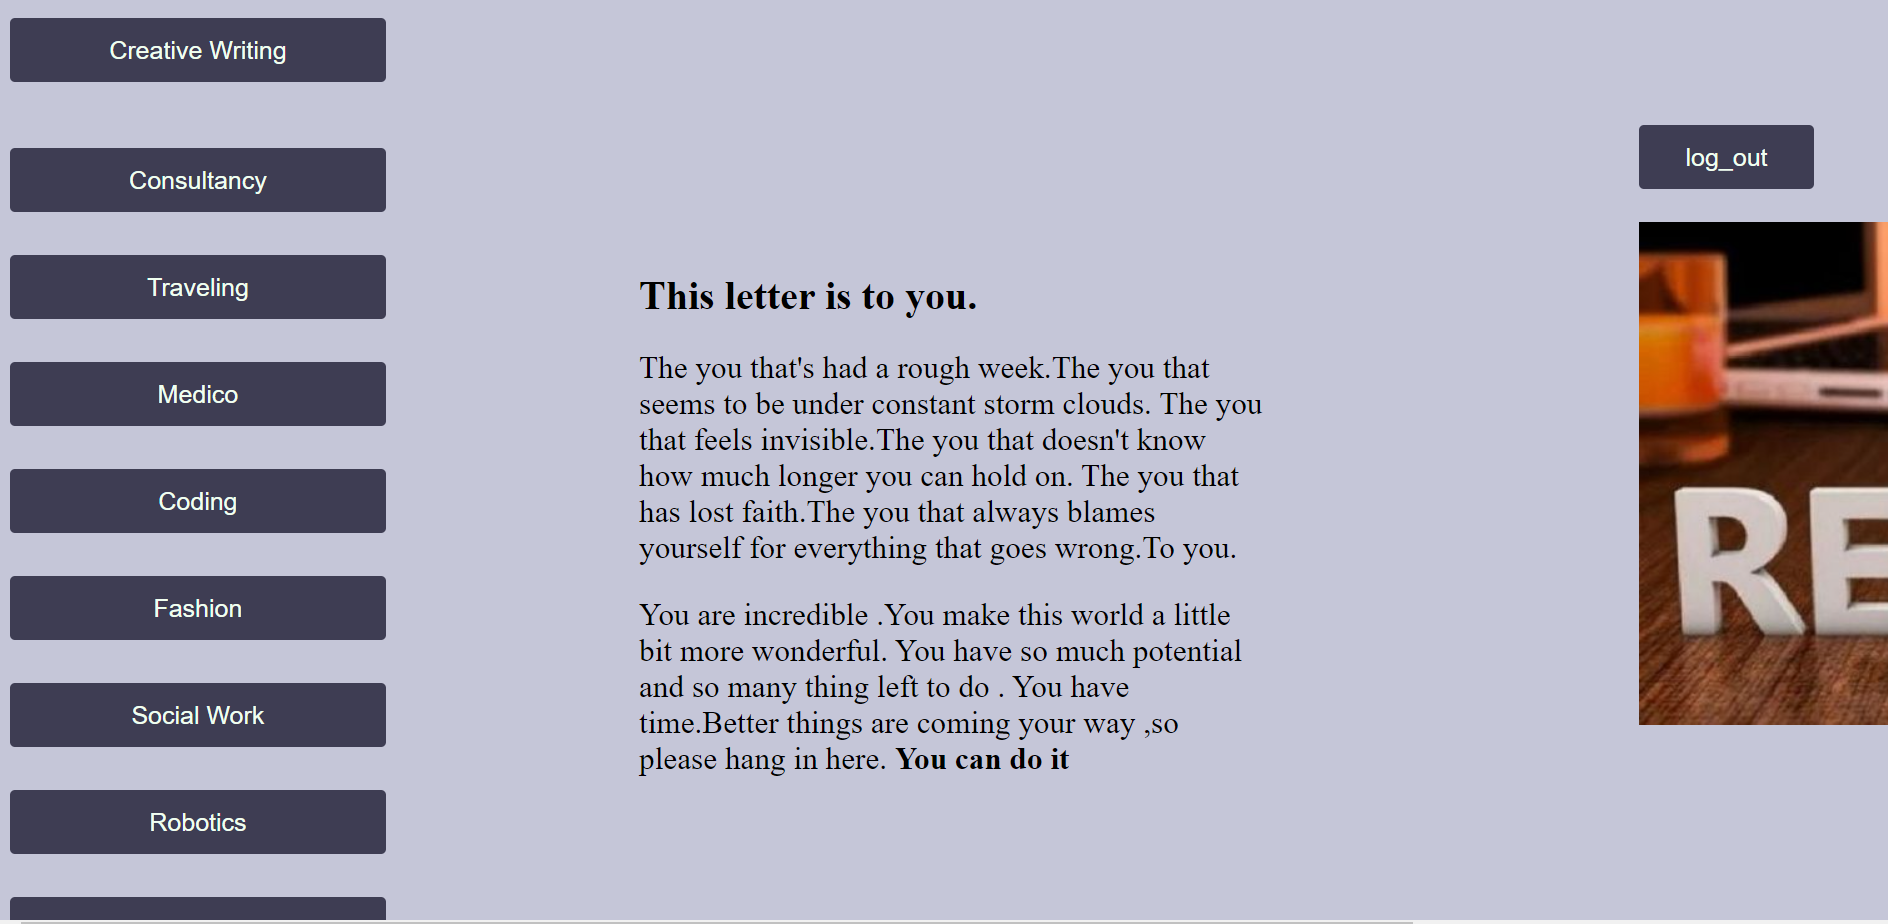 Creative Writing
Consultancy
Traveling
Medico
Coding
Fashion
Social Work
Robotics
This letter is to you.
The you that's had a rough week.The you that
seems to be under constant storm clouds. The you
that feels invisible.The you that doesn't know
how much longer you can hold on. The you that
has lost faith.The you that always blames
yourself for everything that goes wrong.To you.
You are incredible .You make this world a little
bit more wonderful. You have so much potential
and so many thing left to do . You have
time.Better things are coming your way ,so
please hang in here. You can do it
log_out
RE